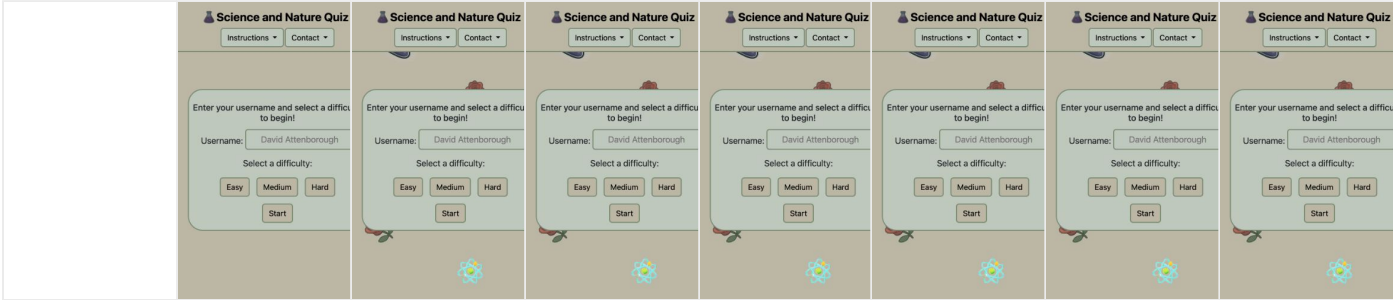 Science and Nature Quiz
Instructions
Contact
Enter your username and select a difficu
to begin!
Username: David Attenborough
Select a difficulty:
Easy Medium Hard
Start
Science and Nature Quiz
Instructions
Contact
Enter your username and select a difficu
to begin!
Username: David Attenborough
Select a difficulty:
Easy Medium Hard
Start
Science and Nature Quiz
Instructions
Contact
Enter your username and select a difficu
to begin!
Username: David Attenborough
Select a difficulty:
Easy Medium Hard
Start
Science and Nature Quiz
Instructions
Contact
Enter your username and select a difficu
to begin!
Username: David Attenborough
Select a difficulty:
Easy Medium Hard
Start
Science and Nature Quiz
Instructions
Contact
Enter your username and select a difficu
to begin!
Username: David Attenborough
Select a difficulty:
Easy Medium Hard
Start
Science and Nature Quiz
Instructions
Contact
Enter your username and select a difficu
to begin!
Username: David Attenborough
Select a difficulty:
Easy Medium Hard
Start
Science and Nature Quiz
Instructions
Contact
Enter your username and select a difficu
to begin!
Username: David Attenborough
Select a difficulty:
Easy Medium Hard
Start